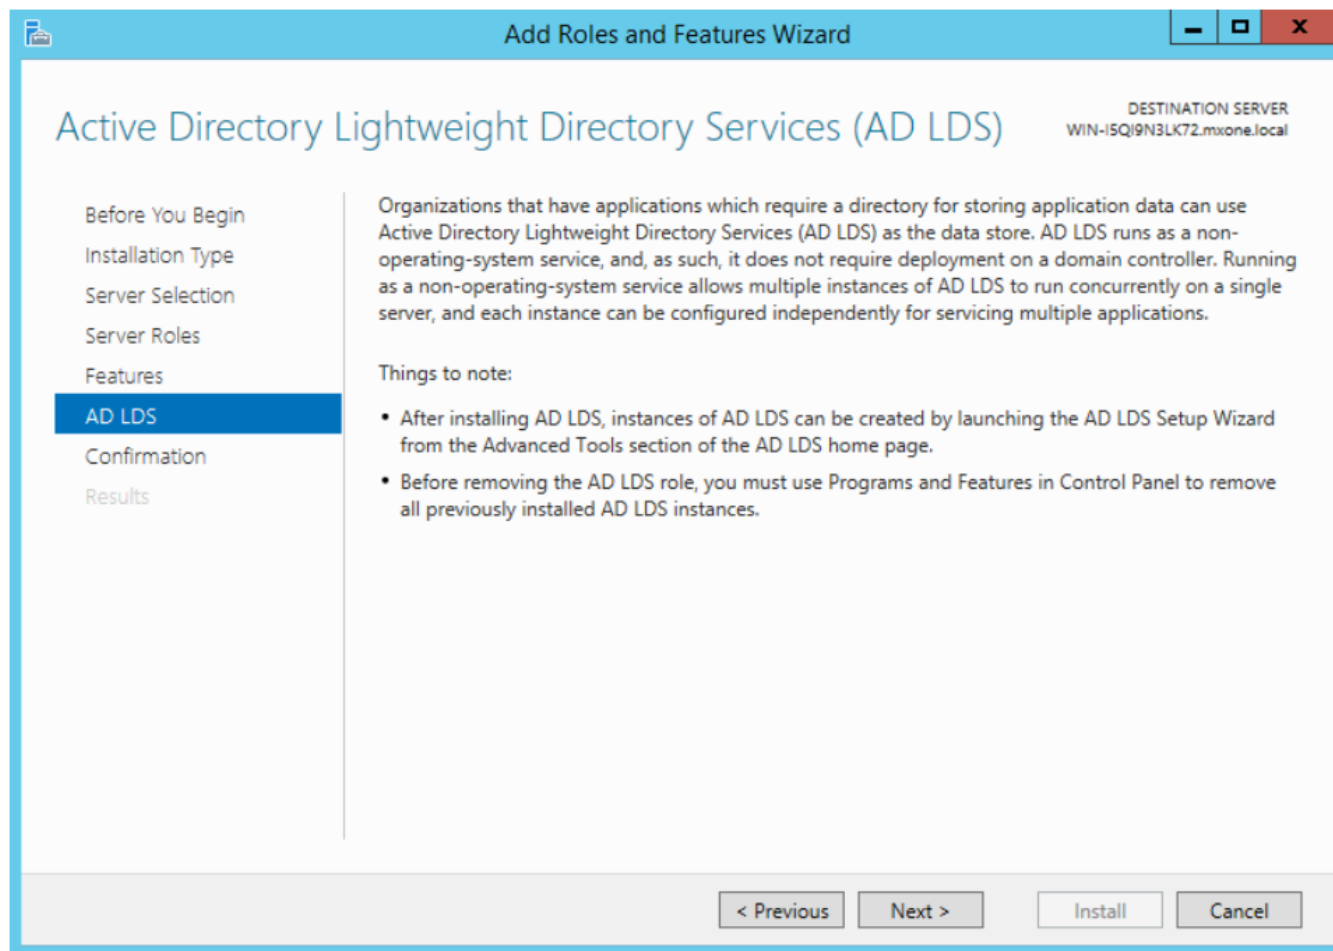 Add Roles and Features Wizard
Active Directory Lightweight Directory Services (AD LDS)
DESTINATION SERVER
WIN-I5QI9N3LK72.mxone.local
Before You Begin
Installation Type
Server Selection
Server Roles
Features
AD LDS
Confirmation
Results
Organizations that have applications which require a directory for storing application data can use
Active Directory Lightweight Directory Services (AD LDS) as the data store. AD LDS runs as a non-
operating-system service, and, as such, it does not require deployment on a domain controller. Running
as a non-operating-system service allows multiple instances of AD LDS to run concurrently on a single
server, and each instance can be configured independently for servicing multiple applications.
Things to note:
• After installing AD LDS, instances of AD LDS can be created by launching the AD LDS Setup Wizard
from the Advanced Tools section of the AD LDS home page.
• Before removing the AD LDS role, you must use Programs and Features in Control Panel to remove
all previously installed AD LDS instances.
< Previous
Next >
Install
Cancel